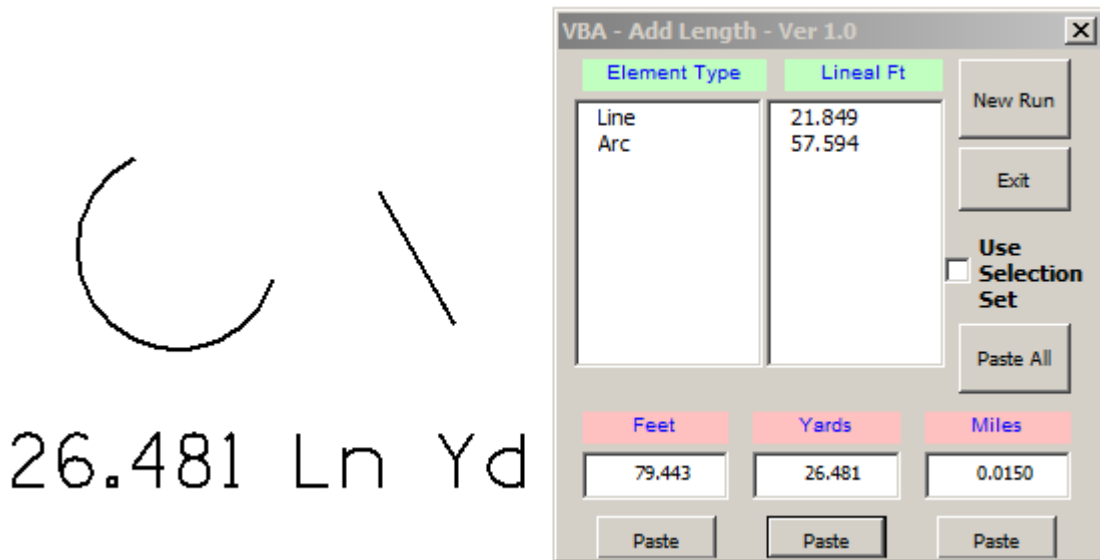 26.481 Ln Yd
VBA - Add Length - Ver 1.0
Element Type Lineal Ft
Line 21.849
Arc 57.594
New Run
Exit
Use
Selection
Set
Paste All
Feet Yards Miles
79.443 26.481 0.0150
Paste Paste Paste